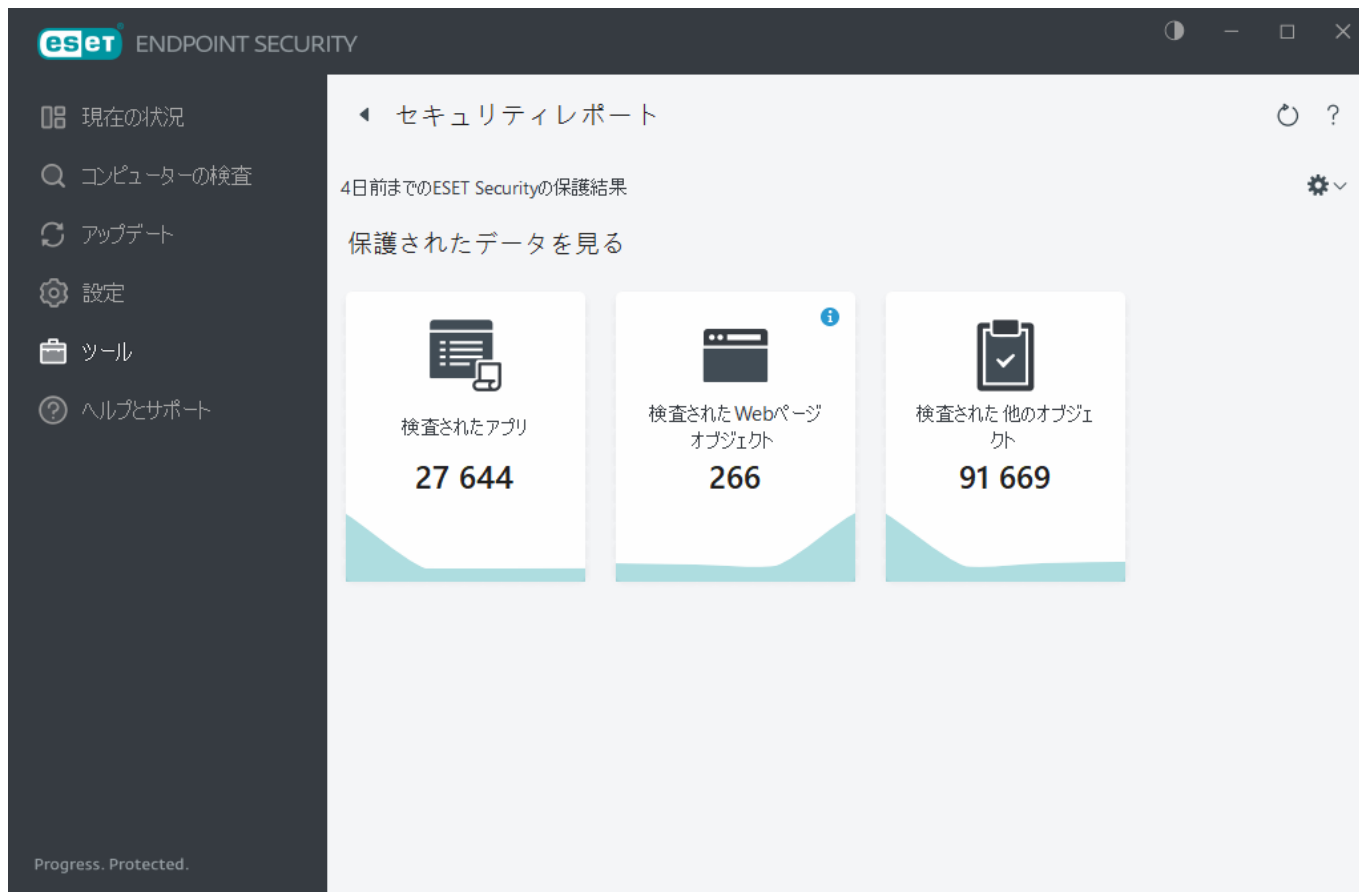 eset ENDPOINT SECURITY
現在の状況
コンピューターの検査
アップデート
設定
ツール
ヘルプとサポート
Progress. Protected.
セキュリティレポート
?
4日前までのESET Securityの保護結果
保護されたデータを見る
検査されたアプリ
27 644
検査されたWebページ
オブジェクト
266
検査された他のオブジェ
クト
91 669